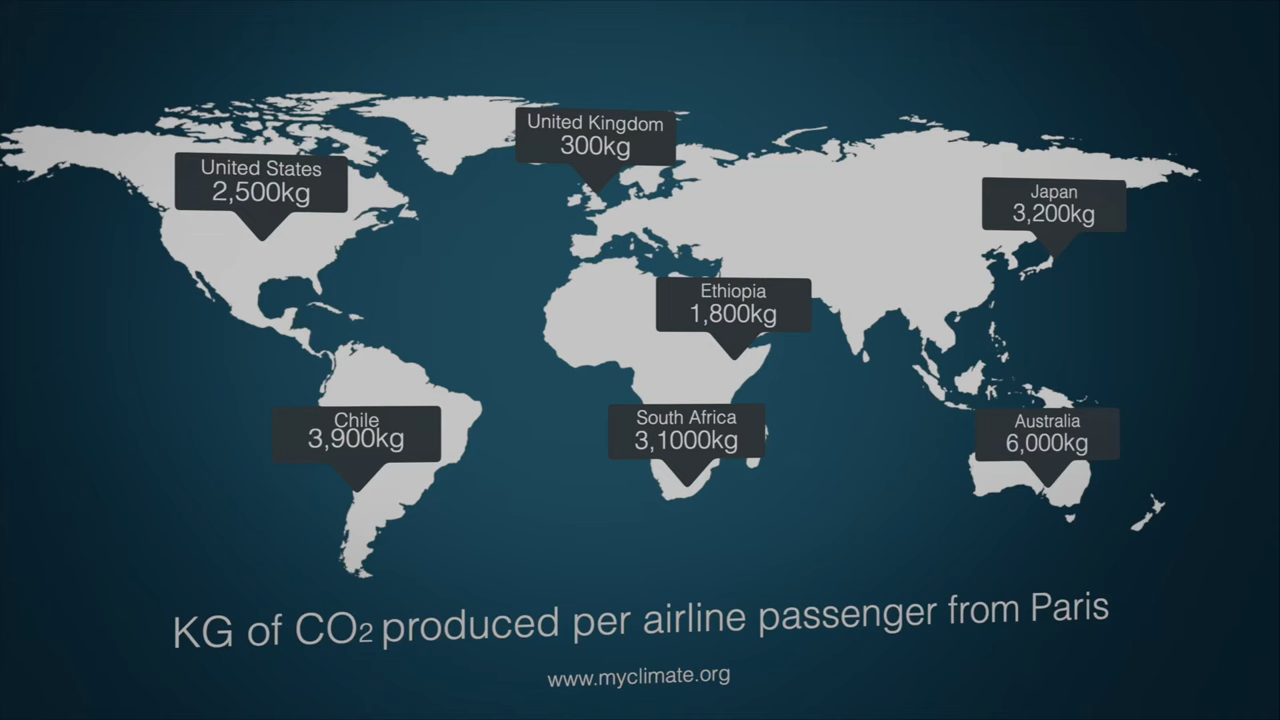 United Kingdom
300kg
United States
2,500kg
Japan
3,200kg
Ethiopia
1,800kg
Chile
3,900kg
South Africa
3,1000kg
Australia
6,000kg
KG of CO2 produced per airline passenger from Paris
www.myclimate.org